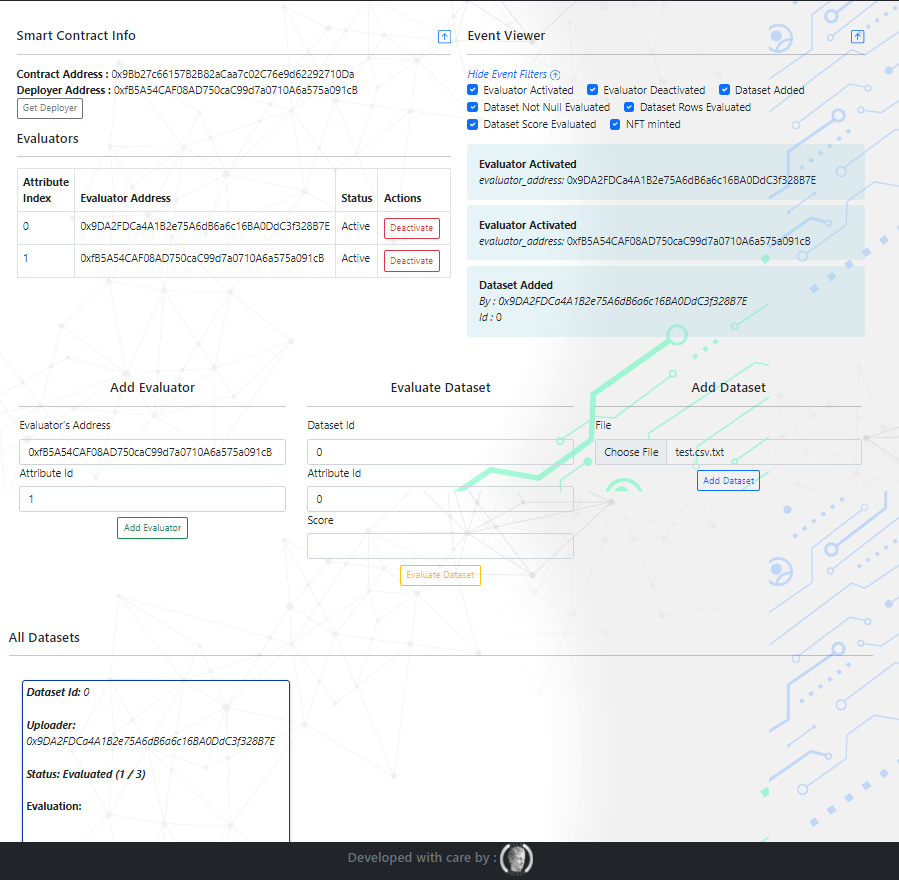 Smart Contract Info
Contract Address : 0x9Bb27c66157B2B82aCaa7c02C76e9d62292710Da
Deployer Address : 0xfB5A54CAF08AD750caC99d7a0710A6a575a091cB
Get Deployer
Evaluators
Attribute Index Evaluator Address Status Actions
0 0x9DA2FDCa4A1B2e75A6dB6a6c16BA0DdC3f328B7E Active Deactivate
1 0xfB5A54CAF08AD750caC99d7a0710A6a575a091cB Active Deactivate
Event Viewer
Hide Event Filters
Evaluator Activated Evaluator Deactivated Dataset Added
Dataset Not Null Evaluated Dataset Rows Evaluated
Dataset Score Evaluated NFT minted
Evaluator Activated
evaluator_address: 0x9DA2FDCa4A1B2e75A6dB6a6c16BA0DdC3f328B7E
Evaluator Activated
evaluator_address: 0xfB5A54CAF08AD750caC99d7a0710A6a575a091cB
Dataset Added
By : 0x9DA2FDCa4A1B2e75A6dB6a6c16BA0DdC3f328B7E
Id : 0
Add Evaluator
Evaluator's Address
0xfB5A54CAF08AD750caC99d7a0710A6a575a091cB
Attribute Id
1
Add Evaluator
Evaluate Dataset
Dataset Id
0
Attribute Id
0
Score
Evaluate Dataset
Add Dataset
File
Choose File test.csv.txt
Add Dataset
All Datasets
Dataset Id: 0
Uploader:
0x9DA2FDCa4A1B2e75A6dB6a6c16BA0DdC3f328B7E
Status: Evaluated (1 / 3)
Evaluation:
Developed with care by :